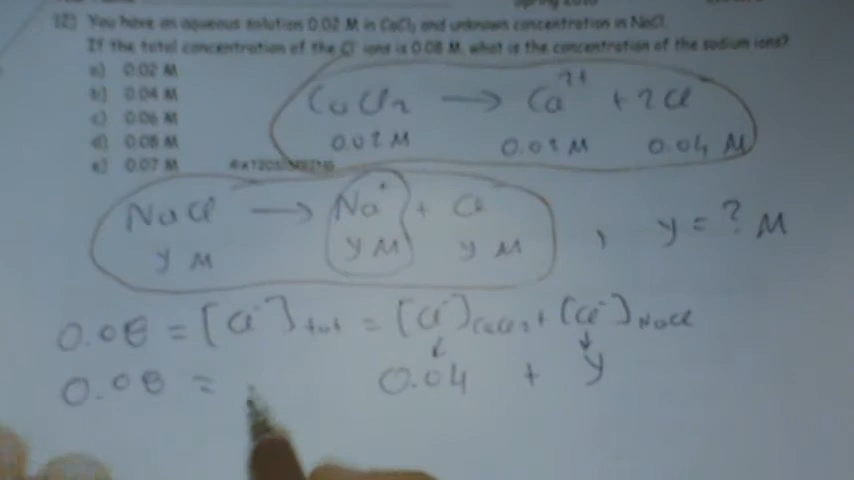 12) You have an aqueous solution 0.02 M in CaCl₂ and unknown concentration in NaCl.
If the total concentration of the Cl⁻ ions is 0.08 M, what is the concentration of the sodium ions?
a) 0.02 M
b) 0.04 M
c) 0.06 M
d) 0.08 M
e) 0.07 M
CaCl₂ → Ca²⁺ + 2Cl
0.02 M 0.02 M 0.04 M
NaCl → Na⁺ + Cl
y M y M y M , y = ? M
0.08 = [Cl⁻]tot = [Cl⁻]CaCl₂ + [Cl⁻]NaCl
0.08 = 0.04 + y